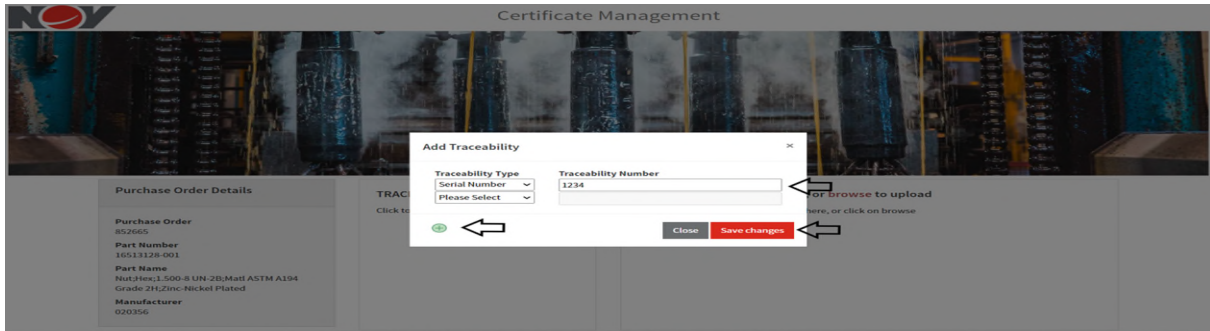 NOV
Certificate Management
Add Traceability
×
Traceability Type Traceability Number
Serial Number 1234
Please Select
Close Save changes
Purchase Order Details
Purchase Order
852665
Part Number
16513128-001
Part Name
Nut;Hex;1.500-8 UN-2B;Matl ASTM A194
Grade 2H;Zinc-Nickel Plated
Manufacturer
020356
TRAC
Click to
or browse to upload
here, or click on browse